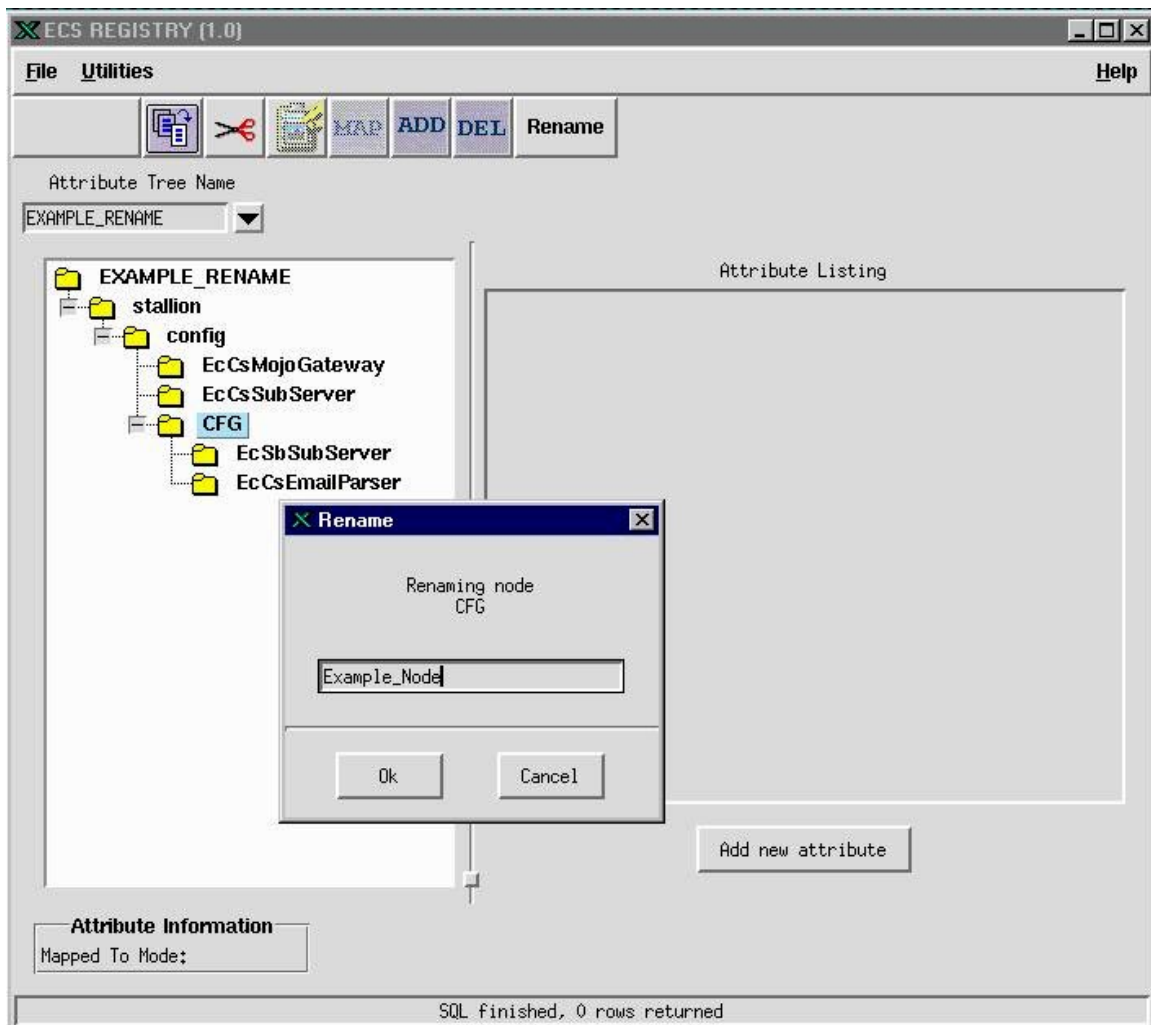 ECS REGISTRY (1.0)
File Utilities Help
MAP ADD DEL Rename
Attribute Tree Name
EXAMPLE_RENAME
EXAMPLE_RENAME
stallion
config
EcCsMojoGateway
EcCsSubServer
CFG
EcSbSubServer
EcCsEmailParser
Attribute Listing
Rename
Renaming node
CFG
Example_Node
Ok Cancel
Add new attribute
Attribute Information
Mapped To Mode:
SQL finished, 0 rows returned